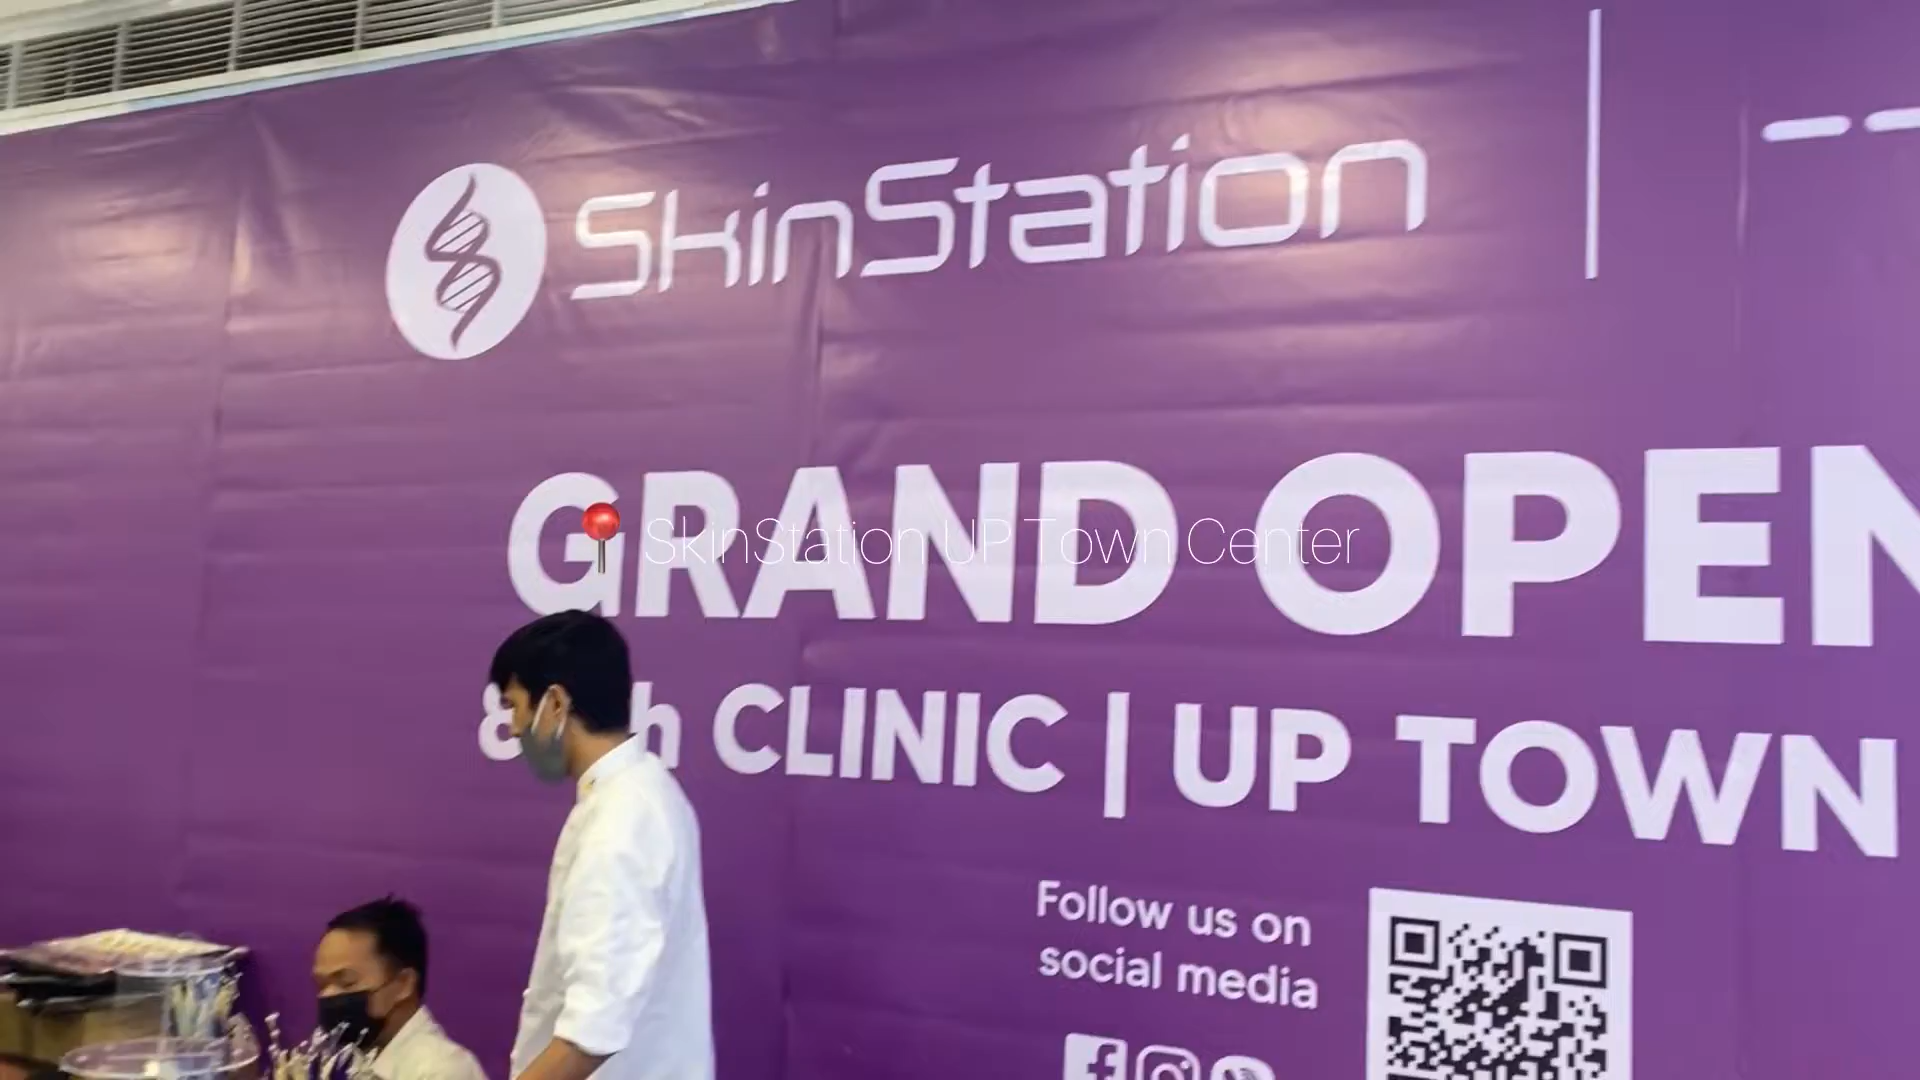 SkinStation
GRAND OPEN
SkinStation UP Town Center
CLINIC | UP TOWN
Follow us on
social media